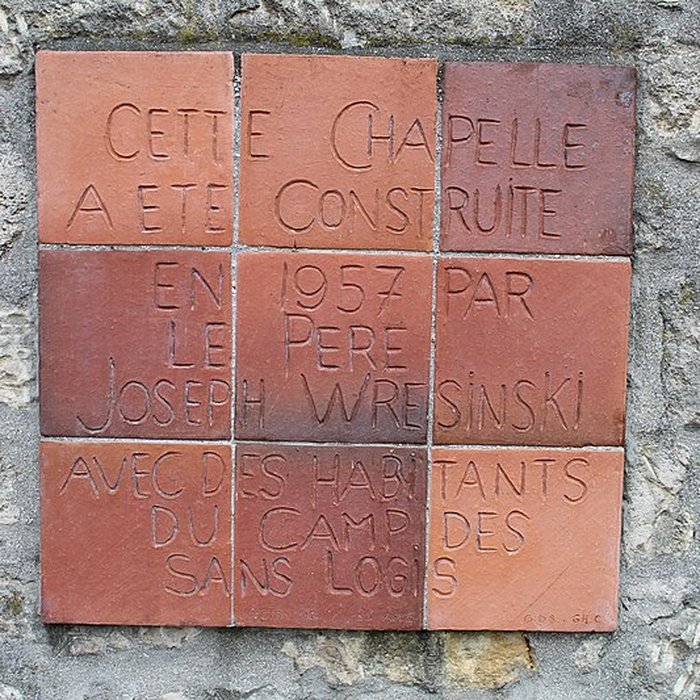 CETTE CHAPELLE
A ETE CONSTRUITE
EN 1957 PAR
LE PERE
JOSEPH WRESINSKI
AVEC DES HABITANTS
DU CAMP DES
SANS LOGIS